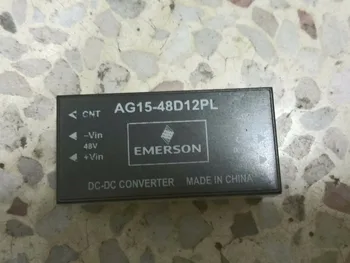 CNT AG15-48D12PL
-Vin
48V
+Vin
EMERSON
DC-DC CONVERTER MADE IN CHINA